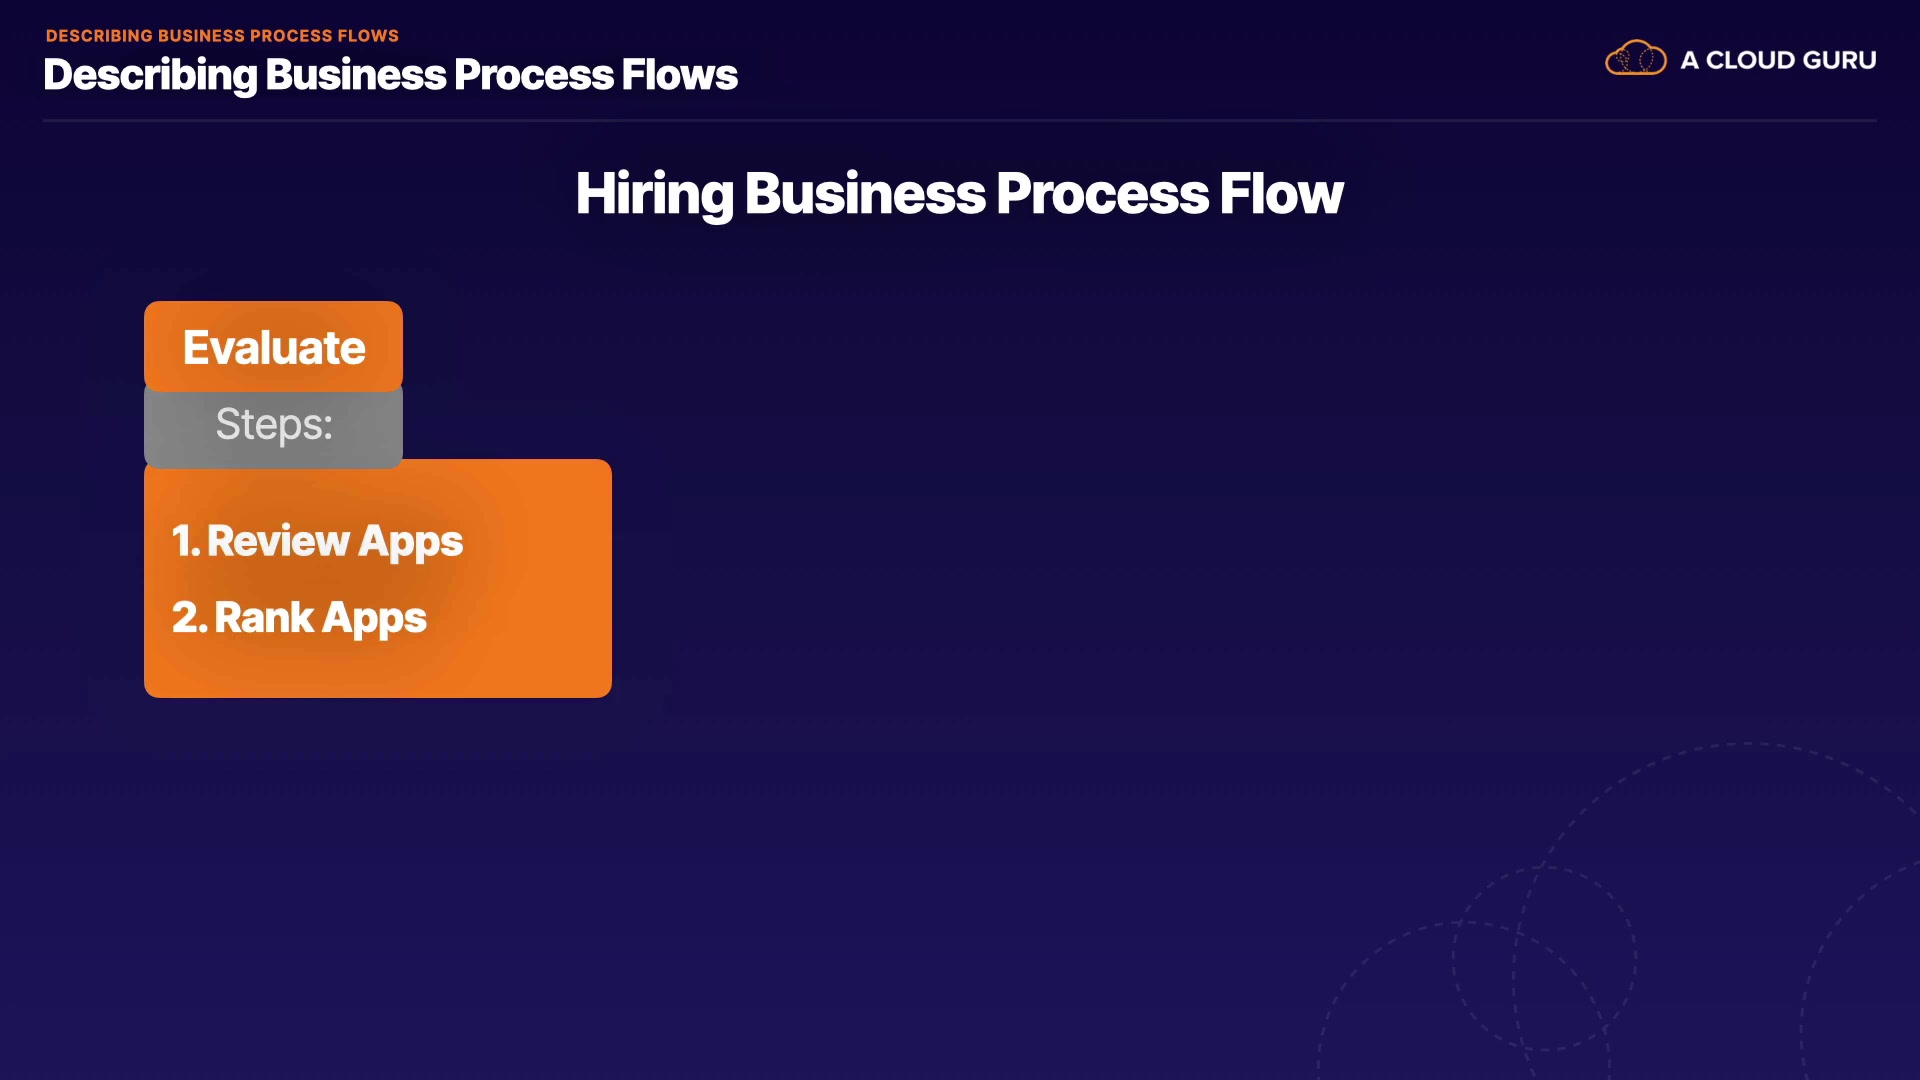 DESCRIBING BUSINESS PROCESS FLOWS
Describing Business Process Flows
A CLOUD GURU
Hiring Business Process Flow
Evaluate
Steps:
1. Review Apps
2. Rank Apps